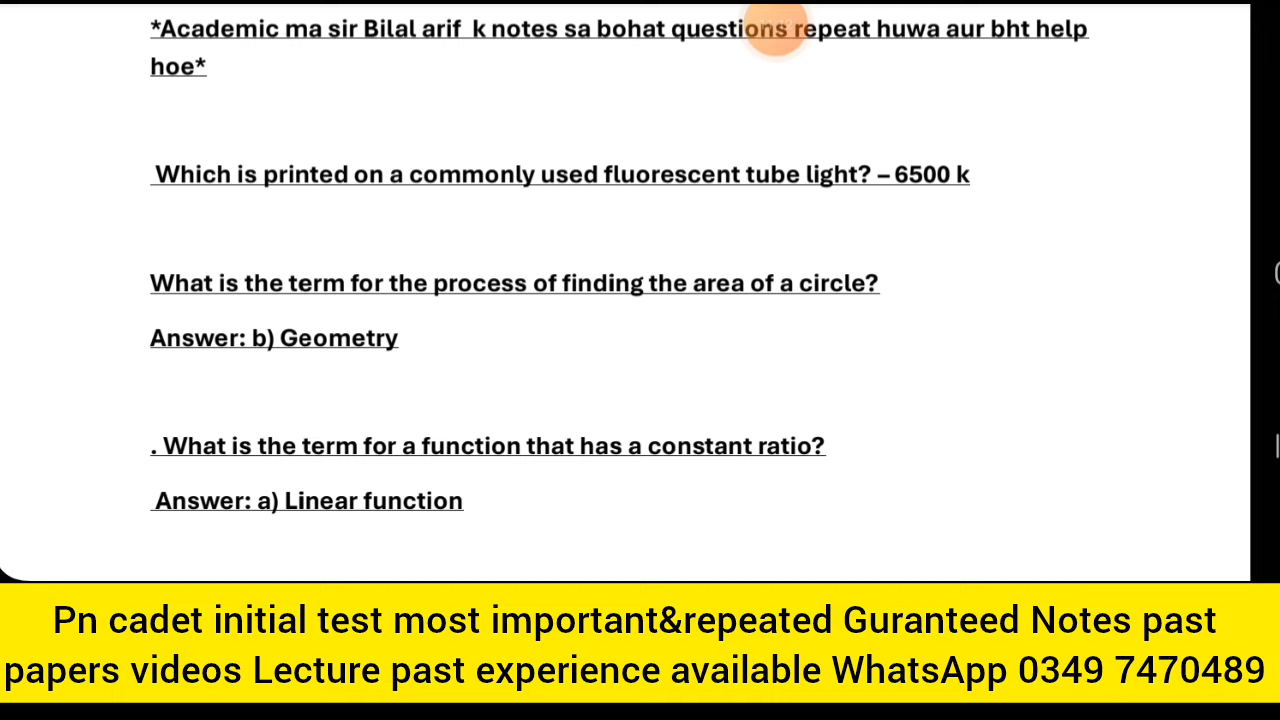 *Academic ma sir Bilal arif k notes sa bohat questions repeat huwa aur bht help
hoe*
Which is printed on a commonly used fluorescent tube light? – 6500 k
What is the term for the process of finding the area of a circle?
Answer: b) Geometry
. What is the term for a function that has a constant ratio?
Answer: a) Linear function
Pn cadet initial test most important&repeated Guranteed Notes past
papers videos Lecture past experience available WhatsApp 0349 7470489